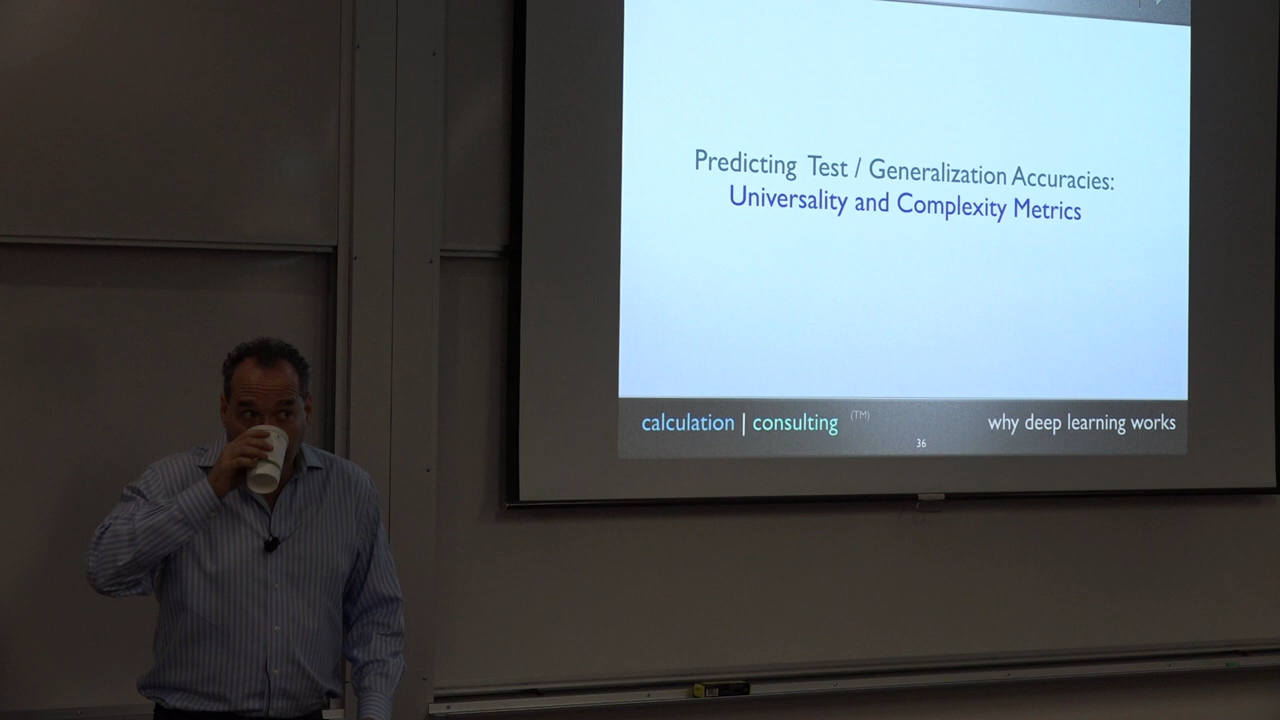 Predicting Test / Generalization Accuracies:
Universality and Complexity Metrics
calculation | consulting (TM)
why deep learning works
36